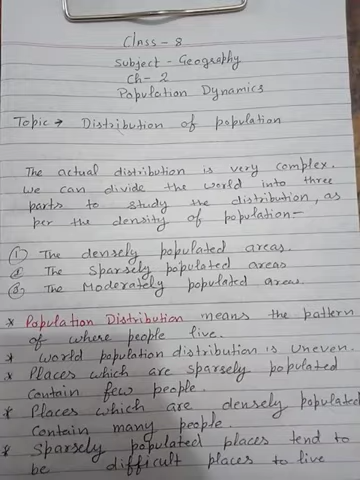 Class - 8
Subject - Geography
Ch - 2
Population Dynamics
Topic → Distribution of population
The actual distribution is very complex.
We can divide the world into three
parts to study the distribution, as
per the density of population:-
① The densely populated areas.
② The Sparsely populated areas
③ The Moderately populated areas.
* Population Distribution means the pattern
of where people live.
* World population distribution is uneven.
* Places which are sparsely populated
contain few people.
* Places which are densely populated
contain many people.
* Sparsely populated places tend to
be difficult places to live